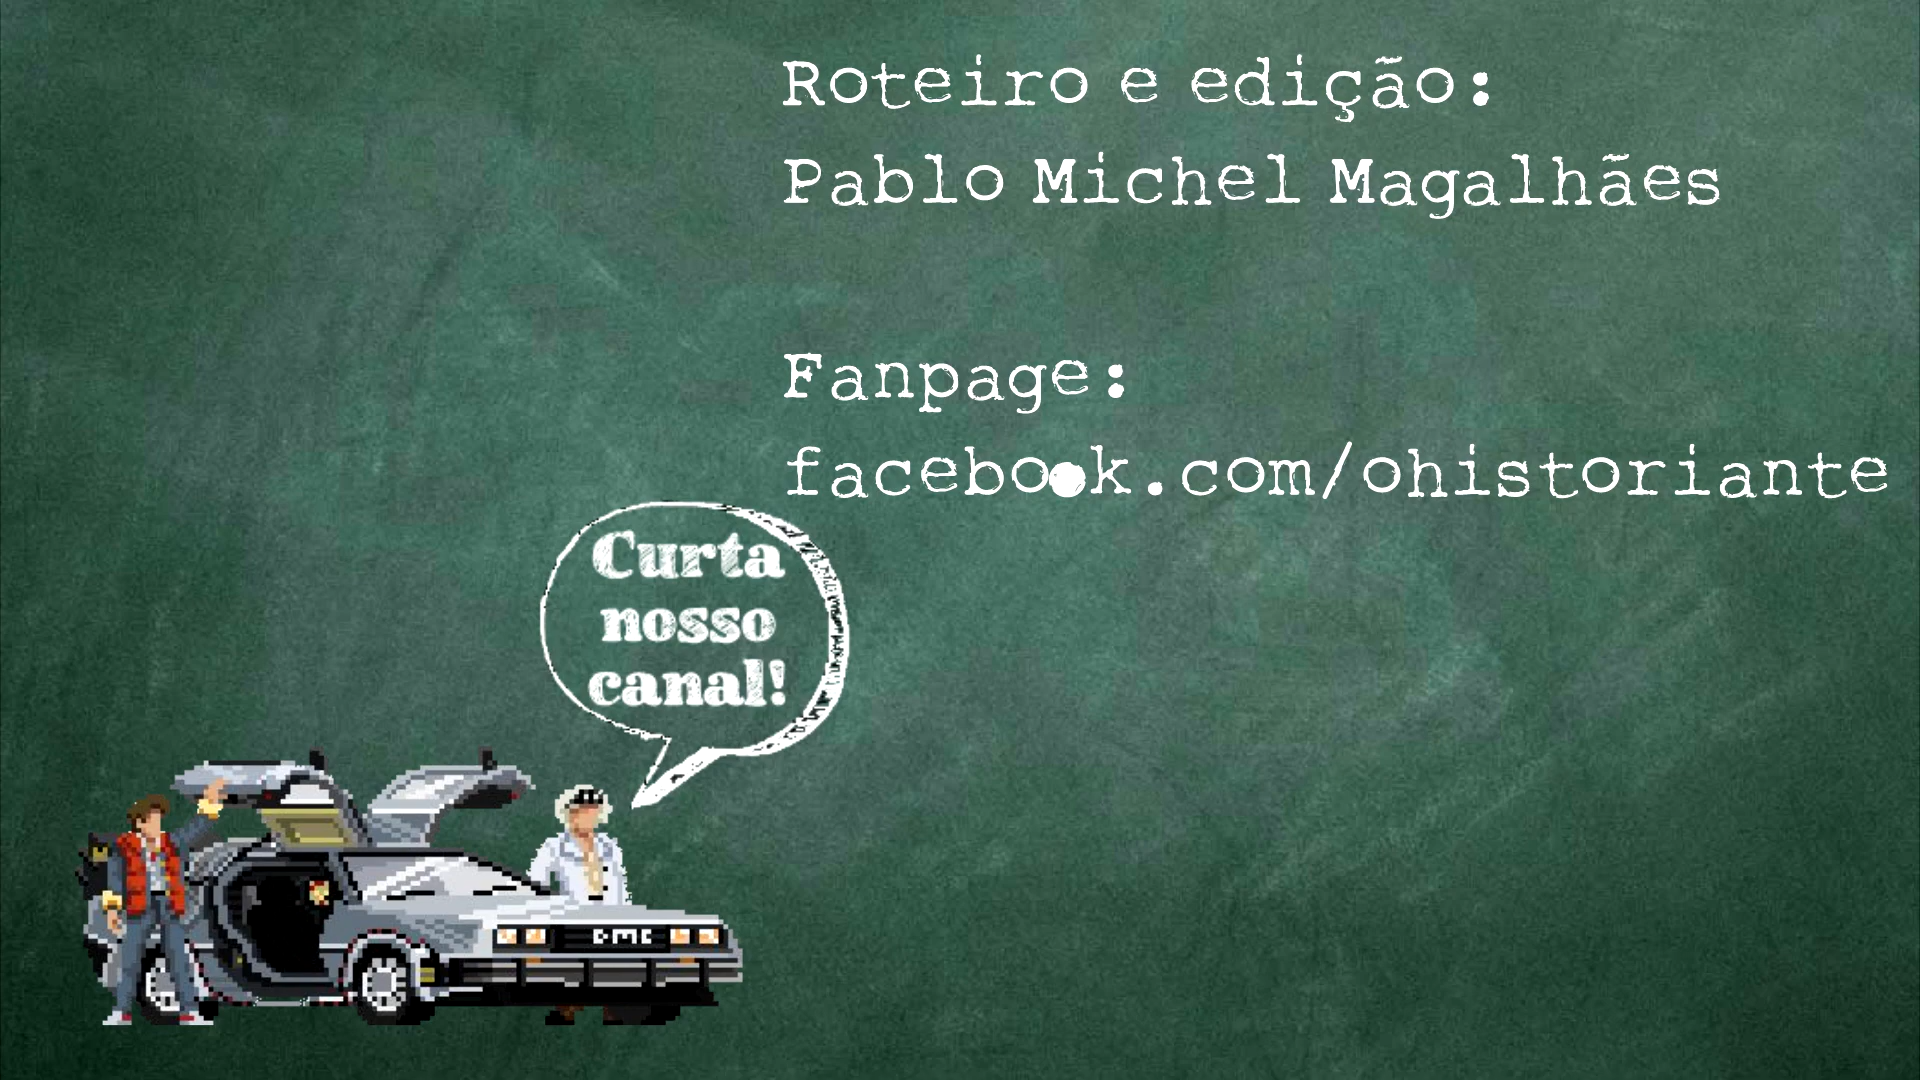 Roteiro e edição:
Pablo Michel Magalhães
Fanpage:
facebook.com/ohistoriante
Curta
nosso
canal!
DMC